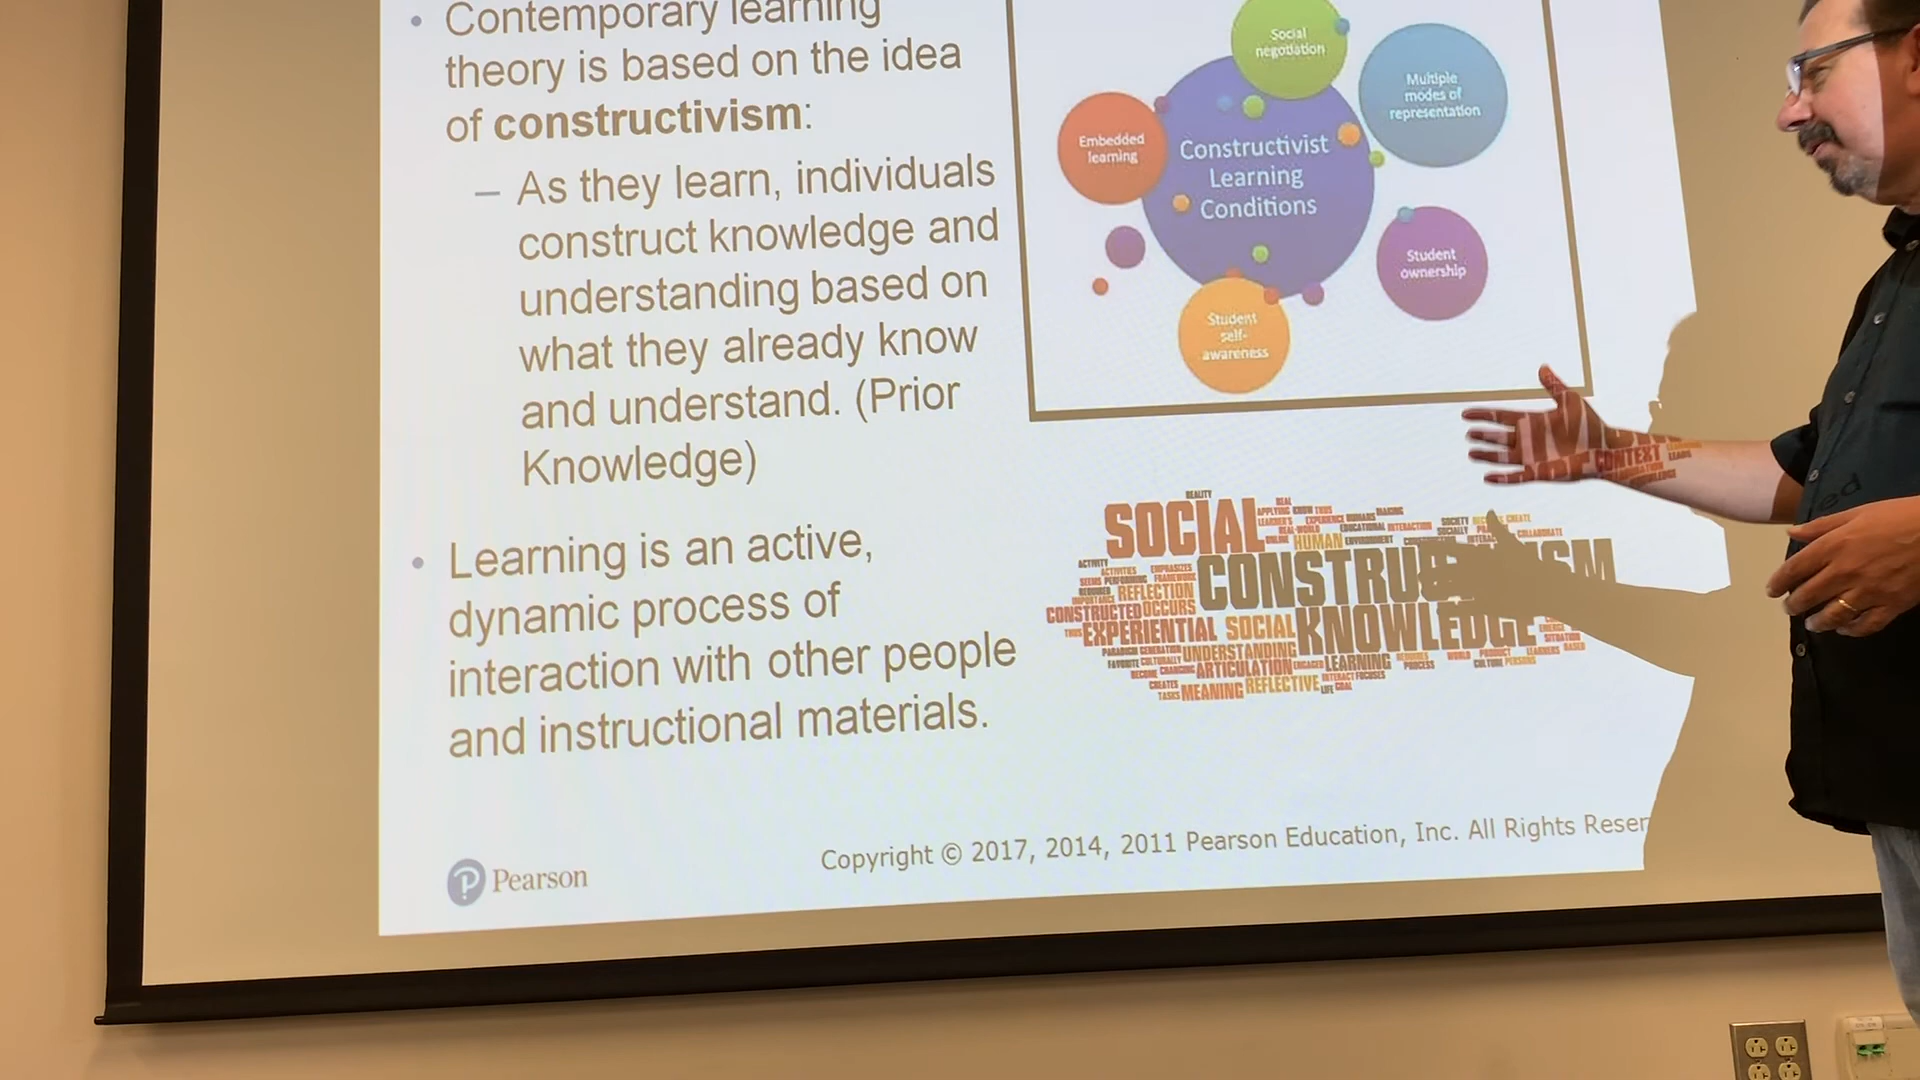 • Contemporary learning
theory is based on the idea
of constructivism:
– As they learn, individuals
construct knowledge and
understanding based on
what they already know
and understand. (Prior
Knowledge)
• Learning is an active,
dynamic process of
interaction with other people
and instructional materials.
Social
negotiation
Multiple
modes of
representation
Embedded
learning
Constructivist
Learning
Conditions
Student
ownership
Student
self-
awareness
REALITY
SOCIAL
HUMAN
ACTIVITY
REFLECTION
CONSTRUCTED OCCURS
EXPERIENTIAL SOCIAL KNOWLEDGE
UNDERSTANDING
ARTICULATION LEARNING
MEANING REFLECTIVE
CONTEXT
Pearson
Copyright © 2017, 2014, 2011 Pearson Education, Inc. All Rights Reser